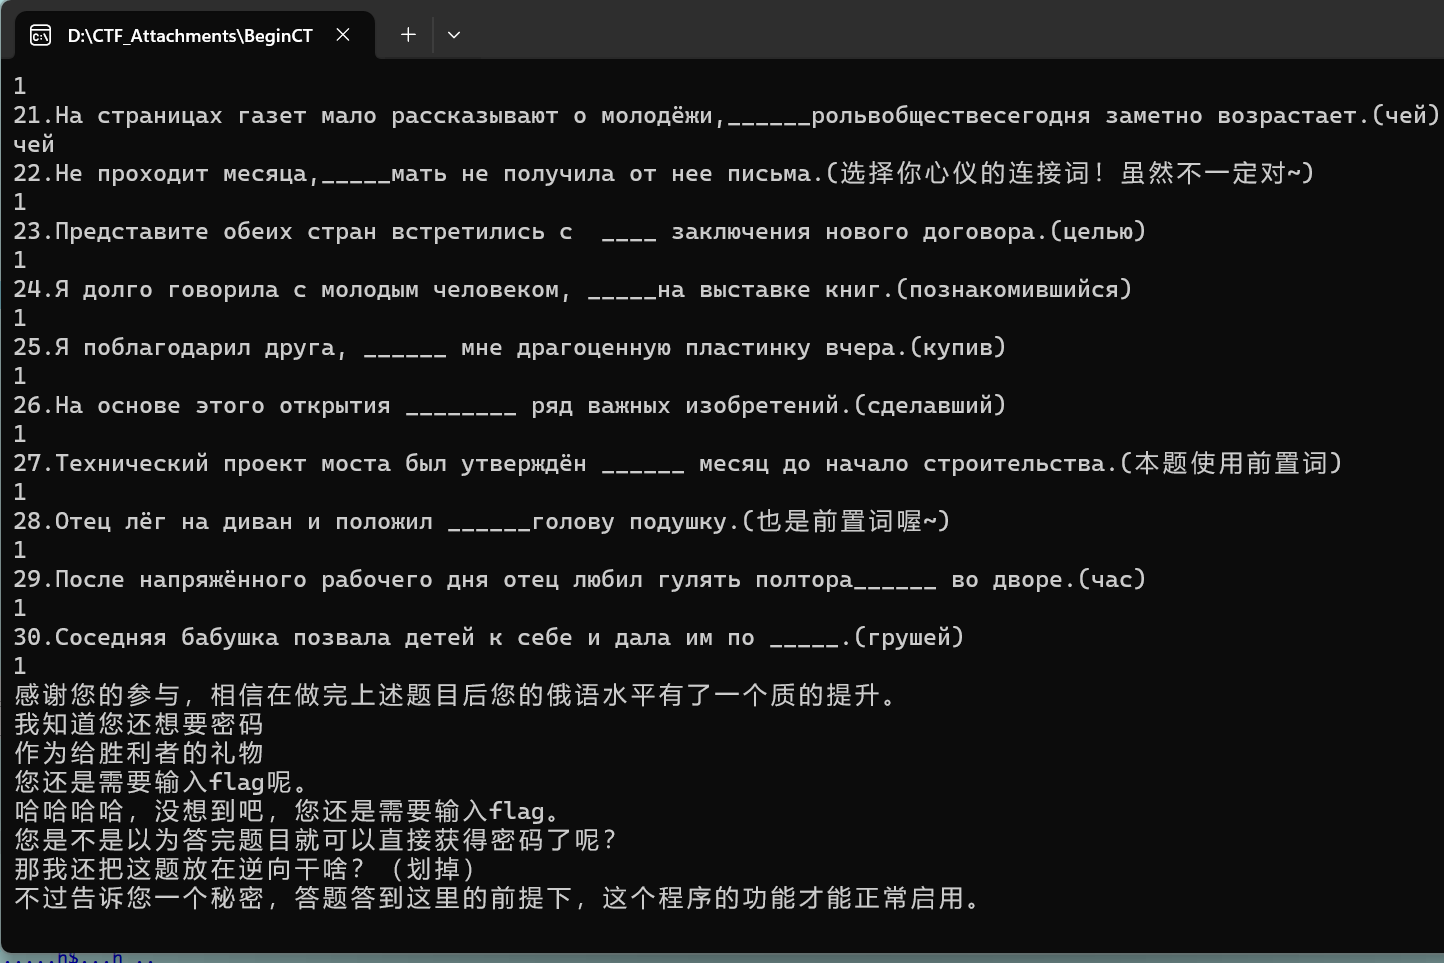 D:\CTF_Attachments\BeginCT
1
21.На страницах газет мало рассказывают о молодёжи,______рольвобществесегодня заметно возрастает.(чей)
чей
22.Не проходит месяца,_____мать не получила от нее письма.(选择你心仪的连接词！虽然不一定对~)
1
23.Представите обеих стран встретились с  ____ заключения нового договора.(целью)
1
24.Я долго говорила с молодым человеком, _____на выставке книг.(познакомившийся)
1
25.Я поблагодарил друга, ______ мне драгоценную пластинку вчера.(купив)
1
26.На основе этого открытия ________ ряд важных изобретений.(сделавший)
1
27.Технический проект моста был утверждён ______ месяц до начало строительства.(本题使用前置词)
1
28.Отец лёг на диван и положил ______голову подушку.(也是前置词喔~)
1
29.После напряжённого рабочего дня отец любил гулять полтора______ во дворе.(час)
1
30.Соседняя бабушка позвала детей к себе и дала им по _____.(грушей)
1
感谢您的参与，相信在做完上述题目后您的俄语水平有了一个质的提升。
我知道您还想要密码
作为给胜利者的礼物
您还是需要输入flag呢。
哈哈哈哈，没想到吧，您还是需要输入flag。
您是不是以为答完题目就可以直接获得密码了呢？
那我还把这题放在逆向干啥？（划掉）
不过告诉您一个秘密，答题答到这里的前提下，这个程序的功能才能正常启用。